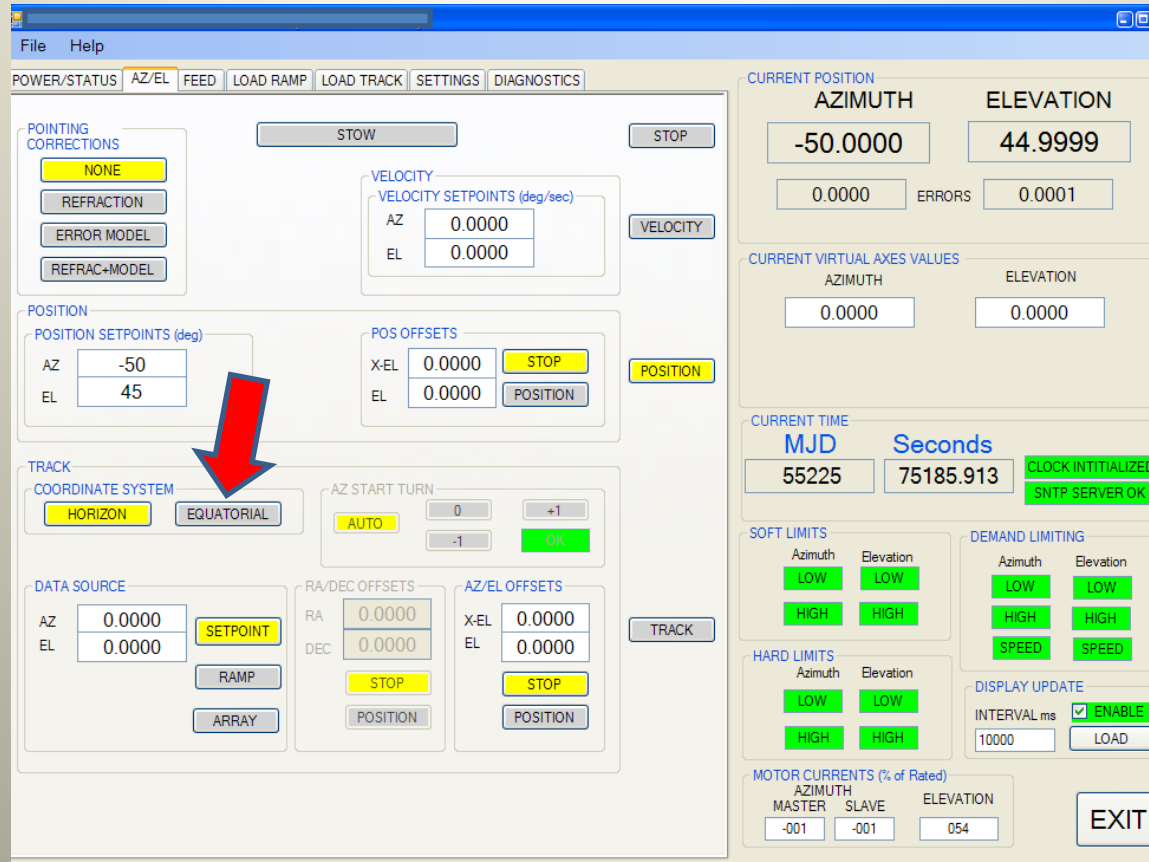 File Help
POWER/STATUS AZ/EL FEED LOAD RAMP LOAD TRACK SETTINGS DIAGNOSTICS
POINTING
CORRECTIONS
NONE
REFRACTION
ERROR MODEL
REFRAC+MODEL
STOW
STOP
VELOCITY
VELOCITY SETPOINTS (deg/sec)
AZ 0.0000
EL 0.0000
VELOCITY
POSITION
POSITION SETPOINTS (deg)
AZ -50
EL 45
POS OFFSETS
X-EL 0.0000 STOP
EL 0.0000 POSITION
POSITION
TRACK
COORDINATE SYSTEM
HORIZON EQUATORIAL
AZ START TURN
AUTO 0 +1
-1 OK
DATA SOURCE
AZ 0.0000
EL 0.0000
SETPOINT
RAMP
ARRAY
RA/DEC OFFSETS
RA 0.0000
DEC 0.0000
STOP
POSITION
AZ/EL OFFSETS
X-EL 0.0000
EL 0.0000
STOP
POSITION
TRACK
CURRENT POSITION
AZIMUTH ELEVATION
-50.0000 44.9999
0.0000 ERRORS 0.0001
CURRENT VIRTUAL AXES VALUES
AZIMUTH ELEVATION
0.0000 0.0000
CURRENT TIME
MJD Seconds
55225 75185.913
CLOCK INTITIALIZED
SNTP SERVER OK
SOFT LIMITS
Azimuth Elevation
LOW LOW
HIGH HIGH
DEMAND LIMITING
Azimuth Elevation
LOW LOW
HIGH HIGH
SPEED SPEED
HARD LIMITS
Azimuth Elevation
LOW LOW
HIGH HIGH
DISPLAY UPDATE
INTERVAL ms ENABLE
10000 LOAD
MOTOR CURRENTS (% of Rated)
AZIMUTH
MASTER SLAVE ELEVATION
-001 -001 054
EXIT